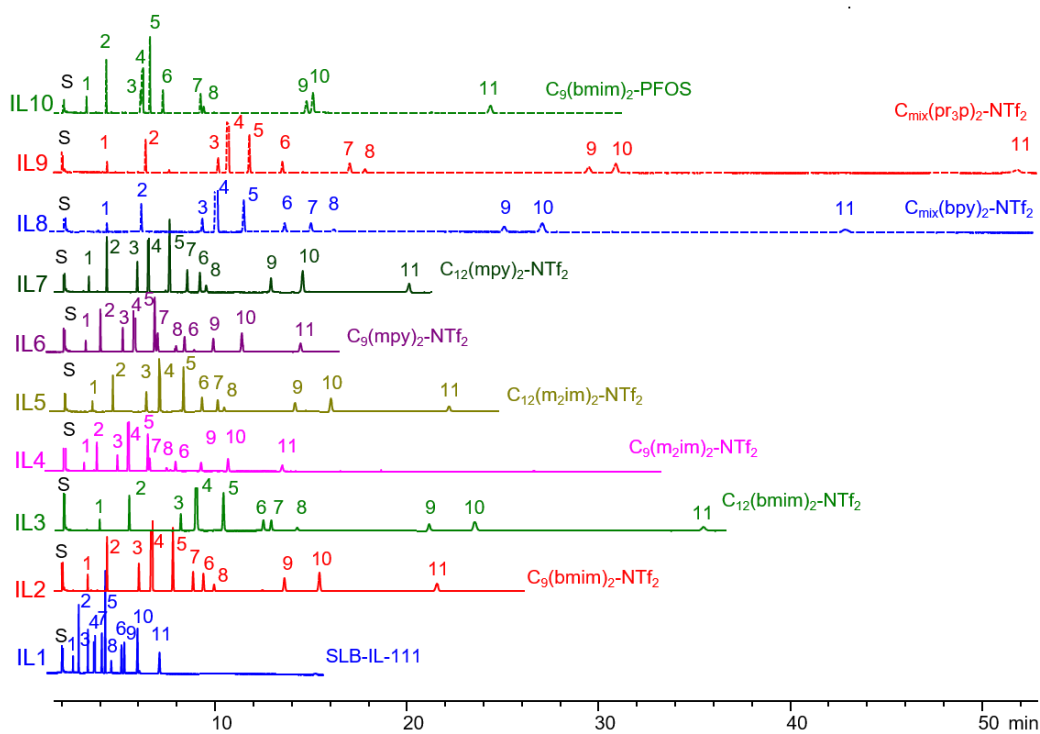 S 1 2 3 4 5 6 7 8 9 10 11
IL10 C9(bmim)2-PFOS
S 1 2 3 4 5 6 7 8 9 10 11
IL9 Cmix(pr3p)2-NTf2
S 1 2 3 4 5 6 7 8 9 10 11
IL8 Cmix(bpy)2-NTf2
S 1 2 3 4 5 7 6 8 9 10 11
IL7 C12(mpy)2-NTf2
S 1 2 3 4 5 7 8 6 9 10 11
IL6 C9(mpy)2-NTf2
S 1 2 3 4 5 6 7 8 9 10 11
IL5 C12(m2im)2-NTf2
S 1 2 3 4 5 7 8 6 9 10 11
IL4 C9(m2im)2-NTf2
S 1 2 3 4 5 6 7 8 9 10 11
IL3 C12(bmim)2-NTf2
S 1 2 3 4 5 7 6 8 9 10 11
IL2 C9(bmim)2-NTf2
S 1 2 3 4 7 5 8 6 9 10 11
IL1 SLB-IL-111
10 20 30 40 50 min